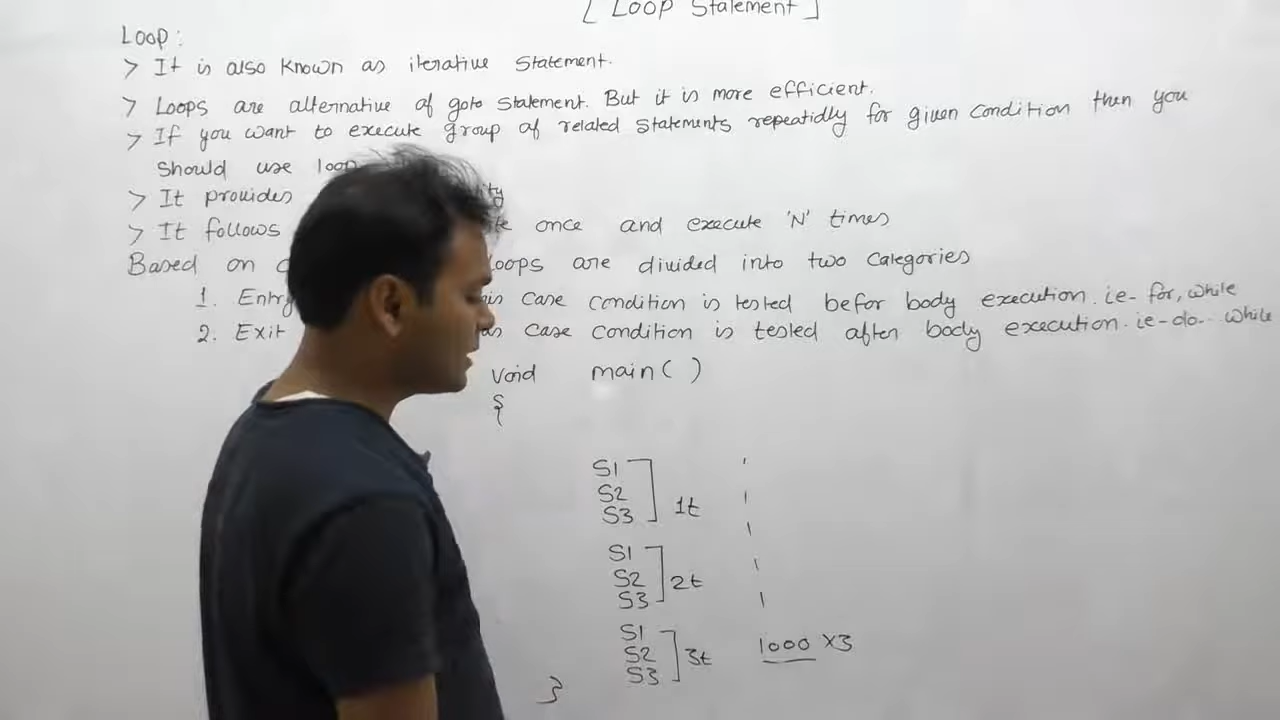 [ Loop Statement ]
Loop:
> It is also known as iterative statement.
> Loops are alternative of goto statement. But it is more efficient.
> If you want to execute group of related statements repeatidly for given condition then you
should use loop
> It provides
> It follows once and execute 'N' times
Based on loops are divided into two categories
1. Entry case condition is tested befor body execution. ie- for, while
2. Exit case condition is tested after body execution. ie- do.. while
void main( )
{
S1
S2
S3 1t
S1
S2 2t
S3
S1
S2 3t 1000 X3
S3
}